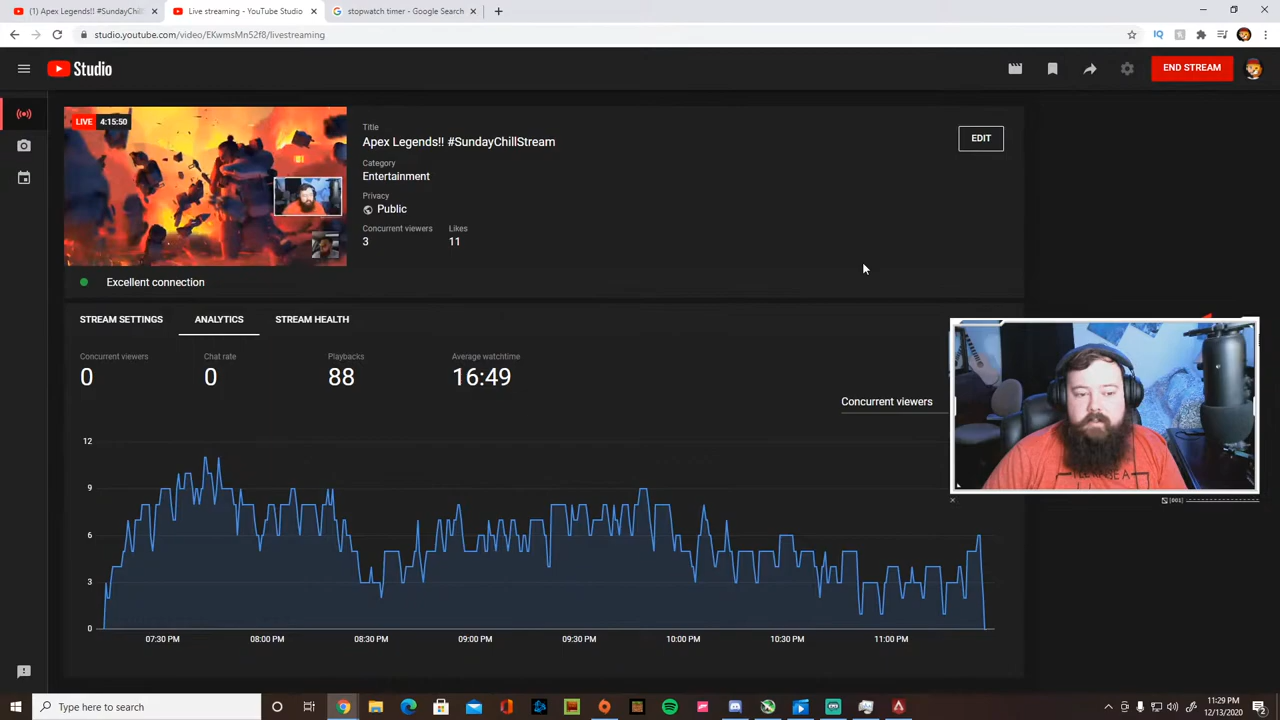 (1) Apex Legends!! #SundayChillS
Live streaming - YouTube Studio
stopwatch timer - Google Search
studio.youtube.com/video/EKwmsMn52f8/livestreaming
IQ
Studio
END STREAM
LIVE 4:15:50
Title
Apex Legends!! #SundayChillStream
EDIT
Category
Entertainment
Privacy
Public
Concurrent viewers Likes
3 11
Excellent connection
STREAM SETTINGS ANALYTICS STREAM HEALTH
Concurrent viewers Chat rate Playbacks Average watchtime
0 0 88 16:49
Concurrent viewers
12
9
6
3
0
07:30 PM 08:00 PM 08:30 PM 09:00 PM 09:30 PM 10:00 PM 10:30 PM 11:00 PM
[001]
Type here to search
11:29 PM
12/13/2020